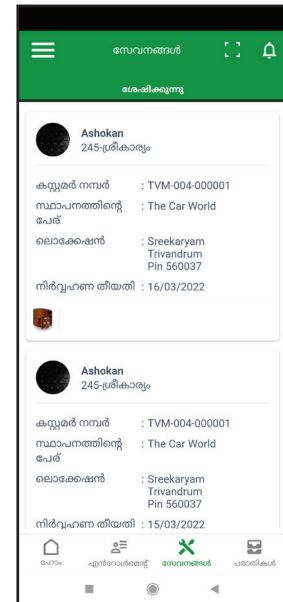 സേവനങ്ങൾ
ശേഷിക്കുന്നു
Ashokan
245-ശ്രീകാര്യം
കസ്റ്റമർ നമ്പർ : TVM-004-000001
സ്ഥാപനത്തിന്റെ പേര് : The Car World
ലൊക്കേഷൻ : Sreekaryam
Trivandrum
Pin 560037
നിർവ്വഹണ തീയതി : 16/03/2022
Ashokan
245-ശ്രീകാര്യം
കസ്റ്റമർ നമ്പർ : TVM-004-000001
സ്ഥാപനത്തിന്റെ പേര് : The Car World
ലൊക്കേഷൻ : Sreekaryam
Trivandrum
Pin 560037
നിർവ്വഹണ തീയതി : 15/03/2022
ഹോം എൻറോൾമെന്റ് സേവനങ്ങൾ പരാതികൾ